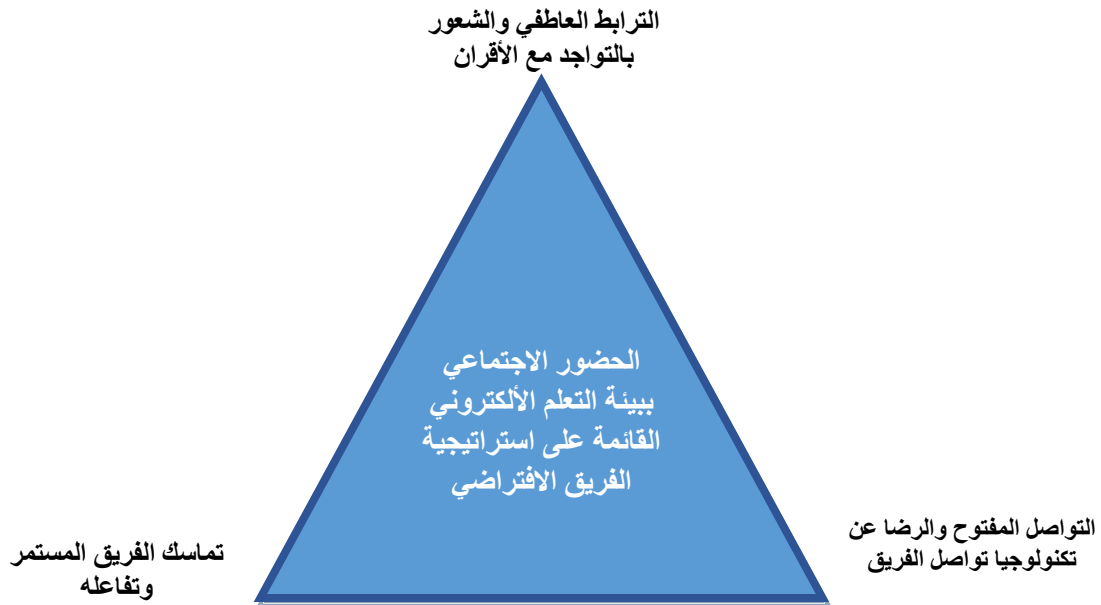 الترابط العاطفي والشعور
بالتواجد مع الأقران
الحضور الاجتماعي
ببيئة التعلم الألكتروني
القائمة على استراتيجية
الفريق الافتراضي
التواصل المفتوح والرضا عن
تكنولوجيا تواصل الفريق
تماسك الفريق المستمر
وتفاعله